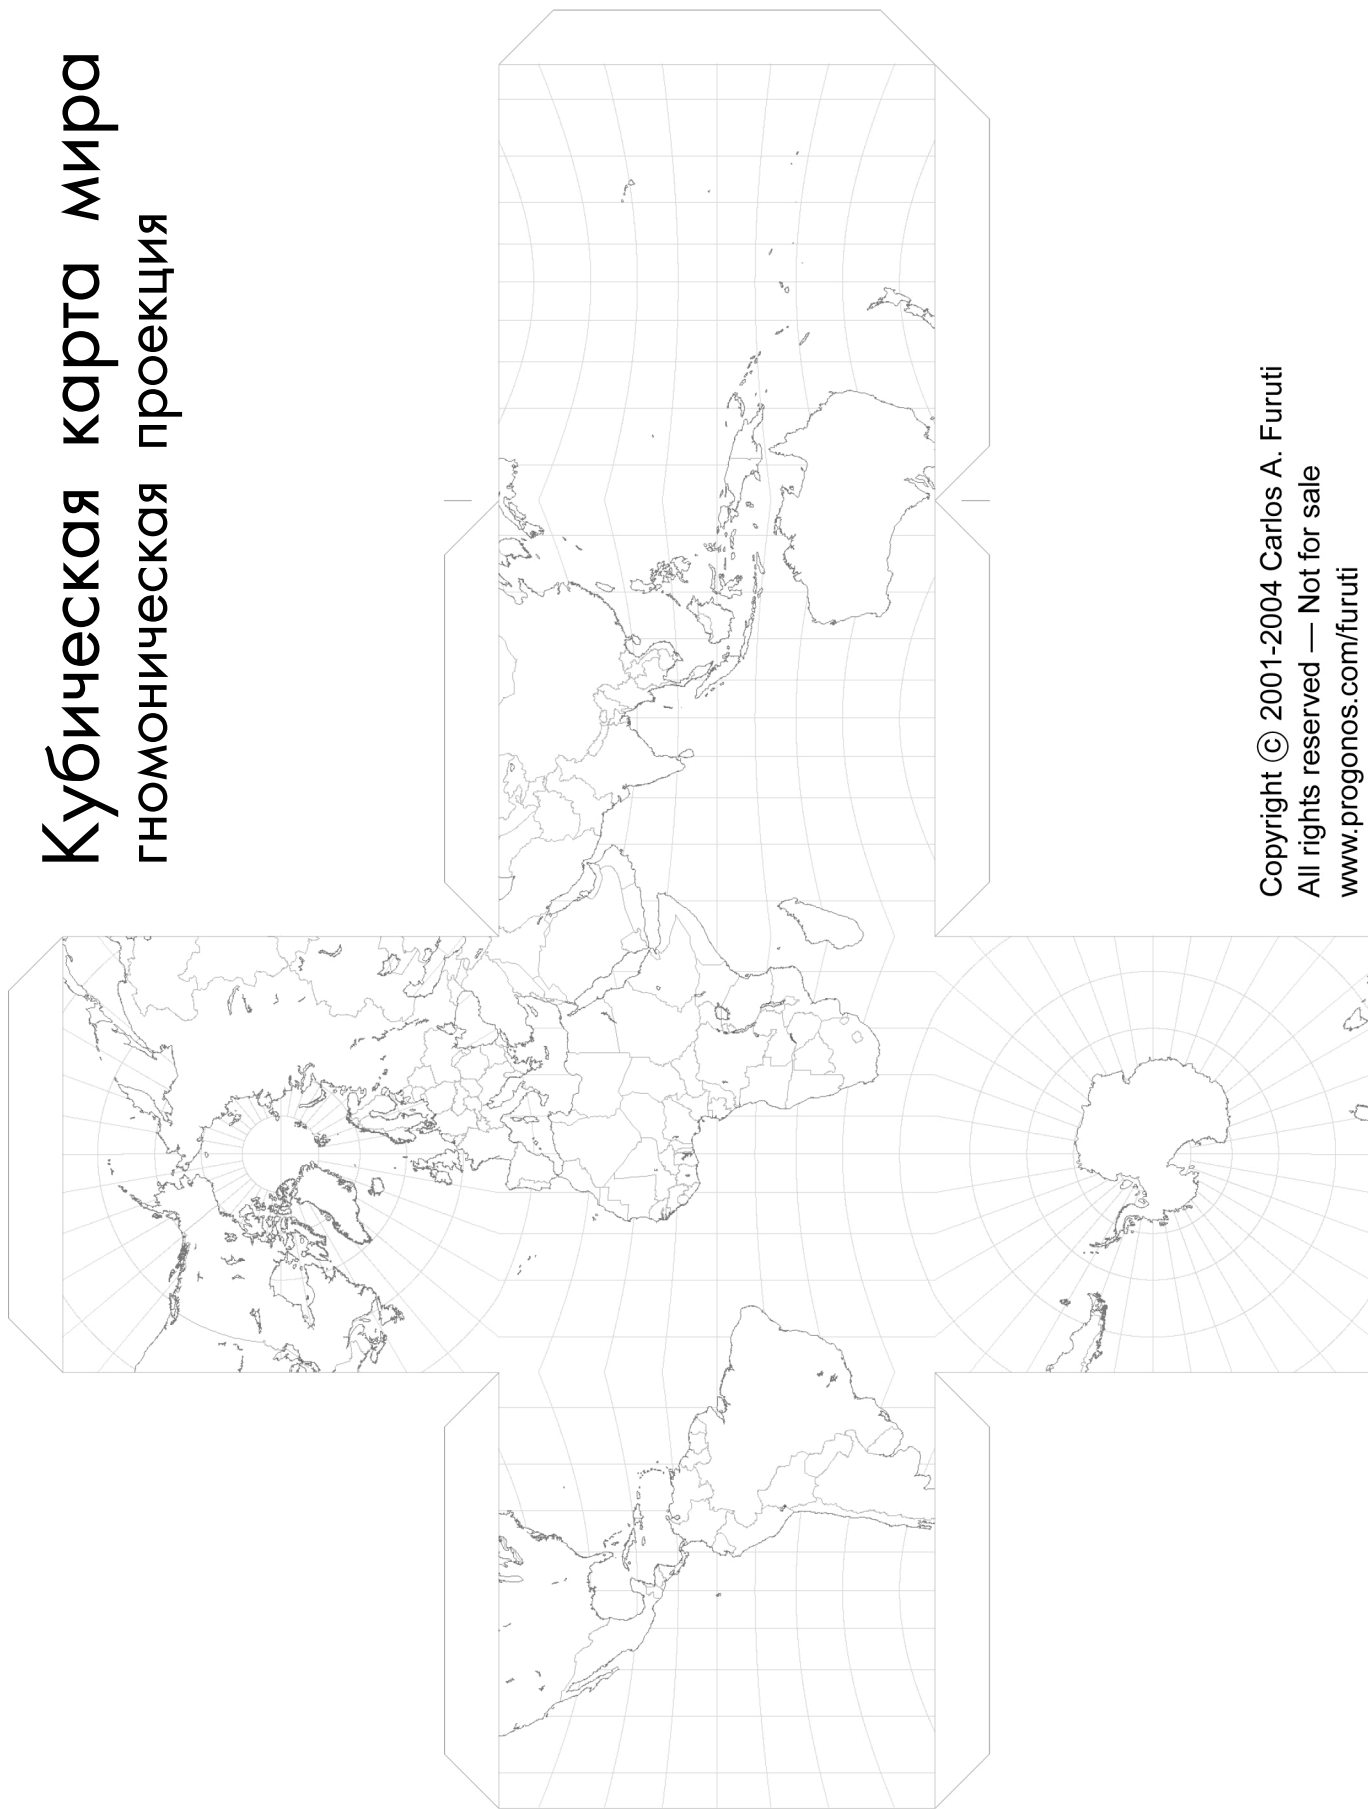 Кубическая карта мира
гномоническая проекция
Copyright © 2001-2004 Carlos A. Furuti
All rights reserved — Not for sale
www.progonos.com/furuti